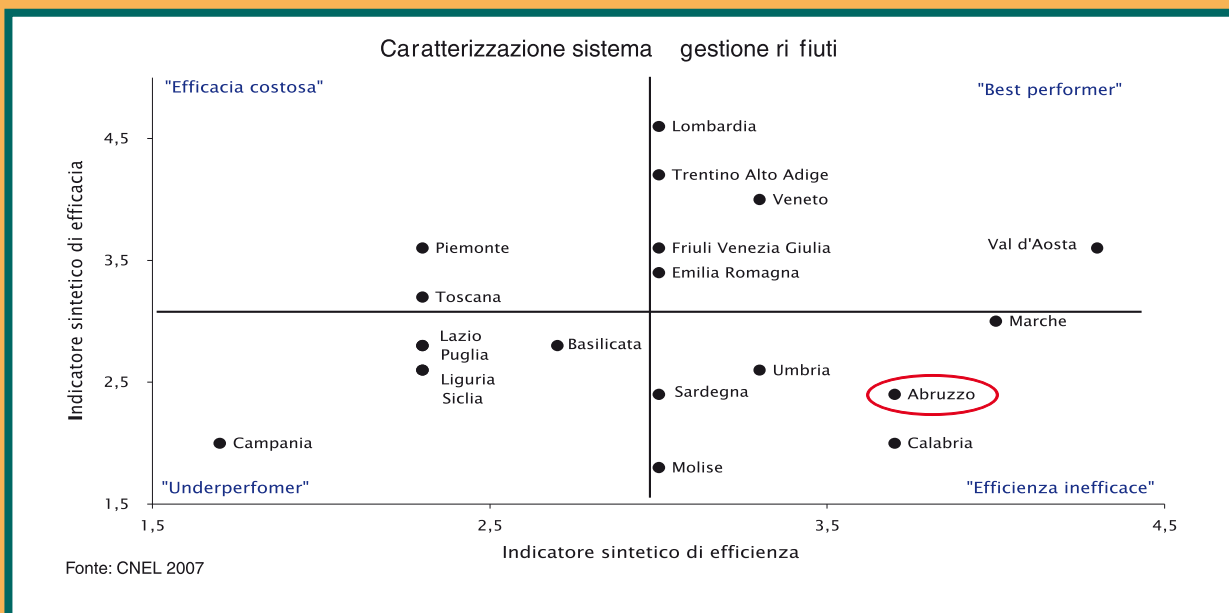 Caratterizzazione sistema gestione ri fiuti
"Efficacia costosa"
"Best performer"
4,5
Lombardia
Trentino Alto Adige
Veneto
Indicatore sintetico di efficacia
3,5
Piemonte
Friuli Venezia Giulia
Val d'Aosta
Emilia Romagna
Toscana
Marche
Lazio
Puglia
Basilicata
2,5
Liguria
Siclia
Umbria
Sardegna
Abruzzo
Campania
Calabria
Molise
"Underperfomer"
"Efficienza inefficace"
1,5
1,5
2,5
3,5
4,5
Indicatore sintetico di efficienza
Fonte: CNEL 2007